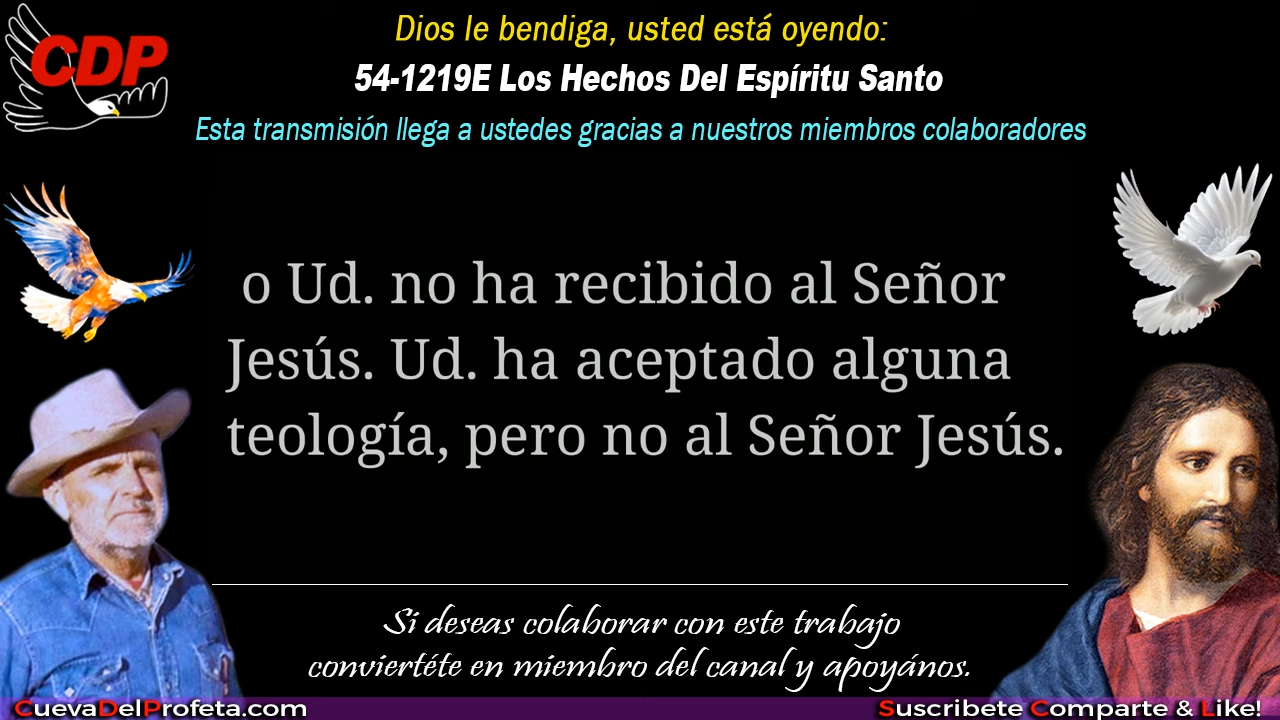 CDP
Dios le bendiga, usted está oyendo:
54-1219E Los Hechos Del Espíritu Santo
Esta transmisión llega a ustedes gracias a nuestros miembros colaboradores
o Ud. no ha recibido al Señor
Jesús. Ud. ha aceptado alguna
teología, pero no al Señor Jesús.
Si deseas colaborar con este trabajo
conviertéte en miembro del canal y apoyános.
CuevaDelProfeta.com
Suscribete Comparte & Like!